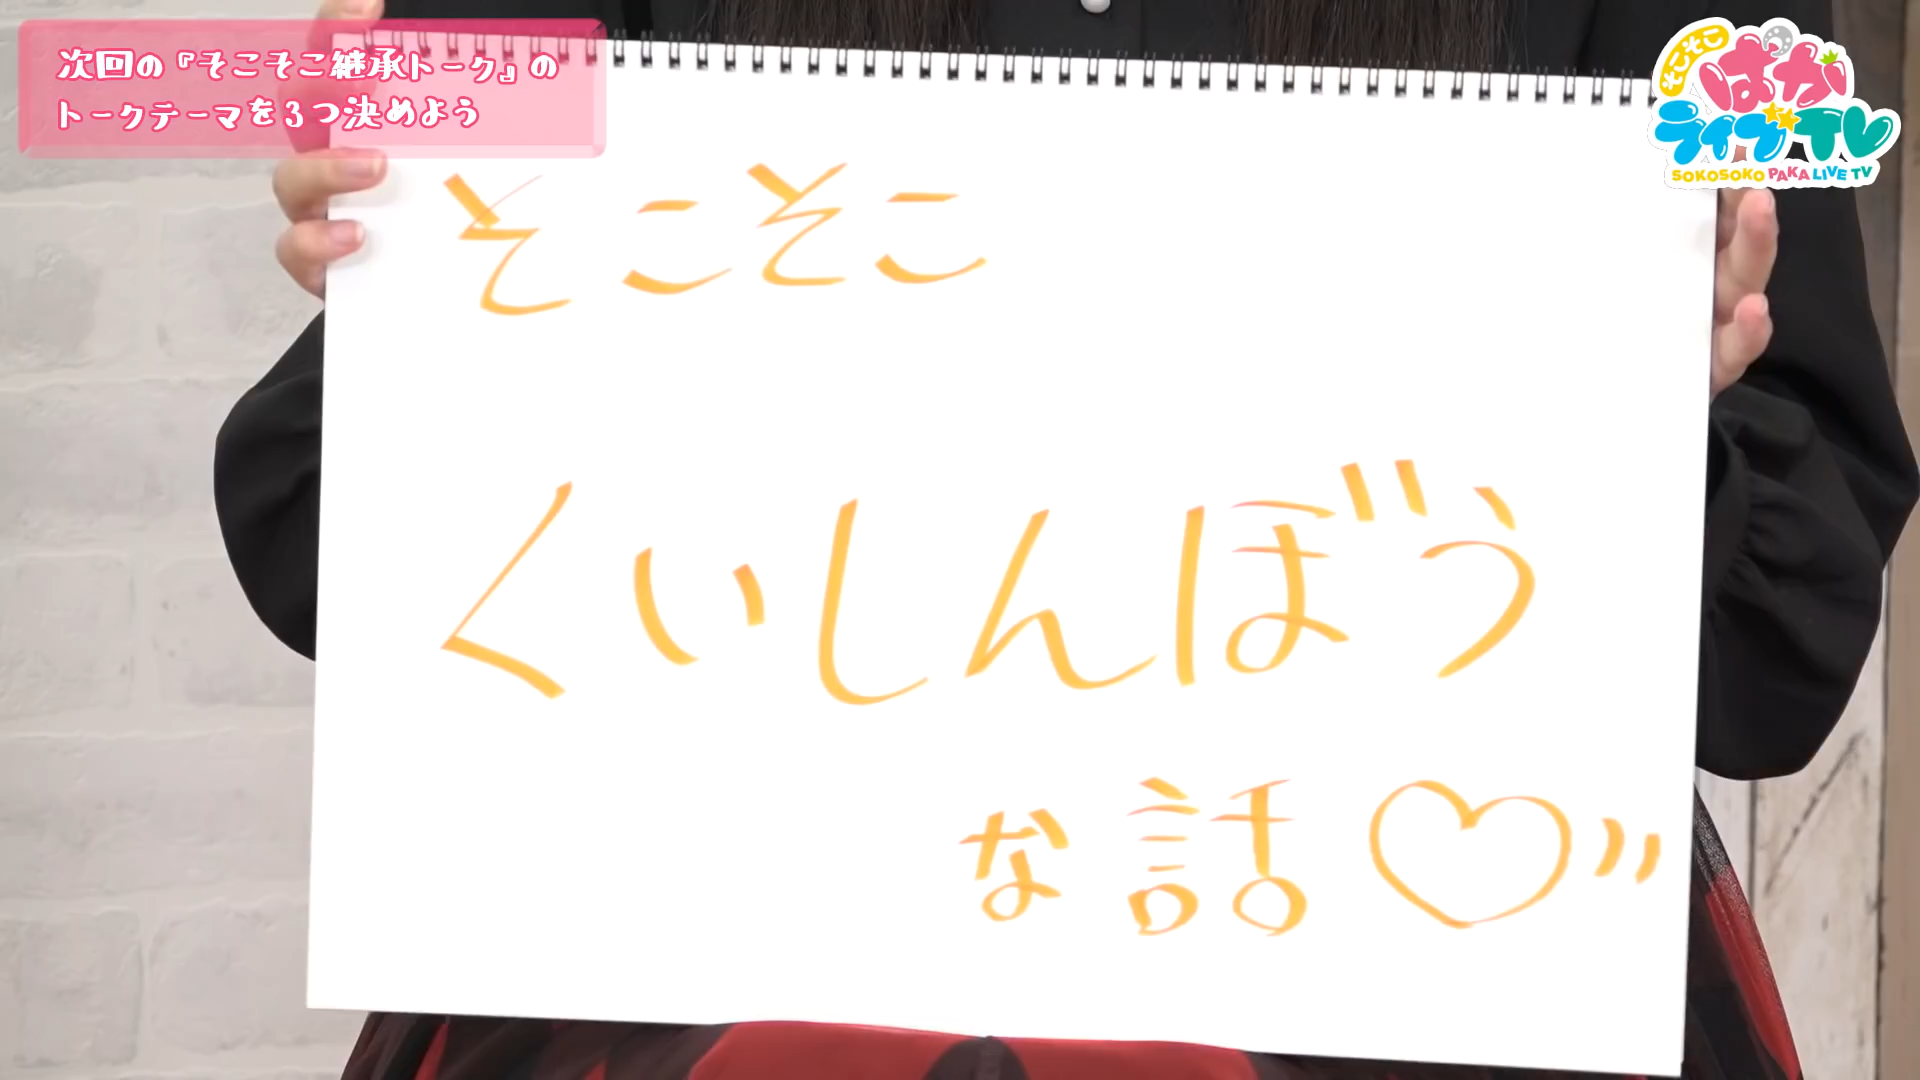 次回の『そこそこ継承トーク』の
トークテーマを3つ決めよう
そこそこ
ぱか
ライブTV
SOKOSOKO PAKA LIVE TV
そこそこ
くいしんぼう
な話♡